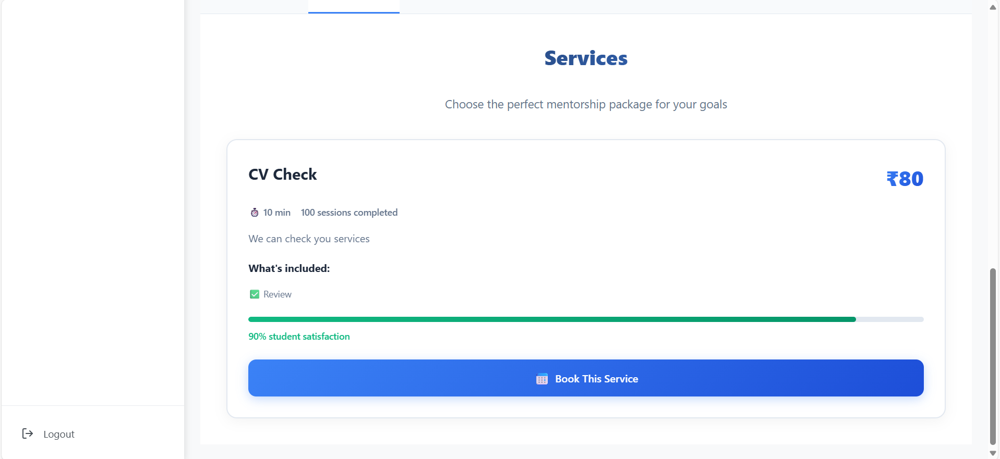 Services
Choose the perfect mentorship package for your goals
CV Check
₹80
10 min 100 sessions completed
We can check you services
What's included:
Review
90% student satisfaction
Book This Service
Logout